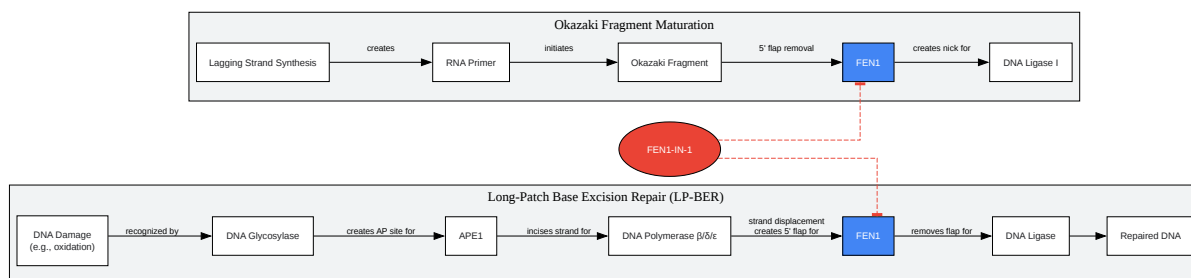 Okazaki Fragment Maturation
Lagging Strand Synthesis
creates
RNA Primer
initiates
Okazaki Fragment
5' flap removal
FEN1
creates nick for
DNA Ligase I
FEN1-IN-1
Long-Patch Base Excision Repair (LP-BER)
DNA Damage
(e.g., oxidation)
recognized by
DNA Glycosylase
creates AP site for
APE1
incises strand for
DNA Polymerase β/δ/ε
strand displacement
creates 5' flap for
FEN1
removes flap for
DNA Ligase
Repaired DNA